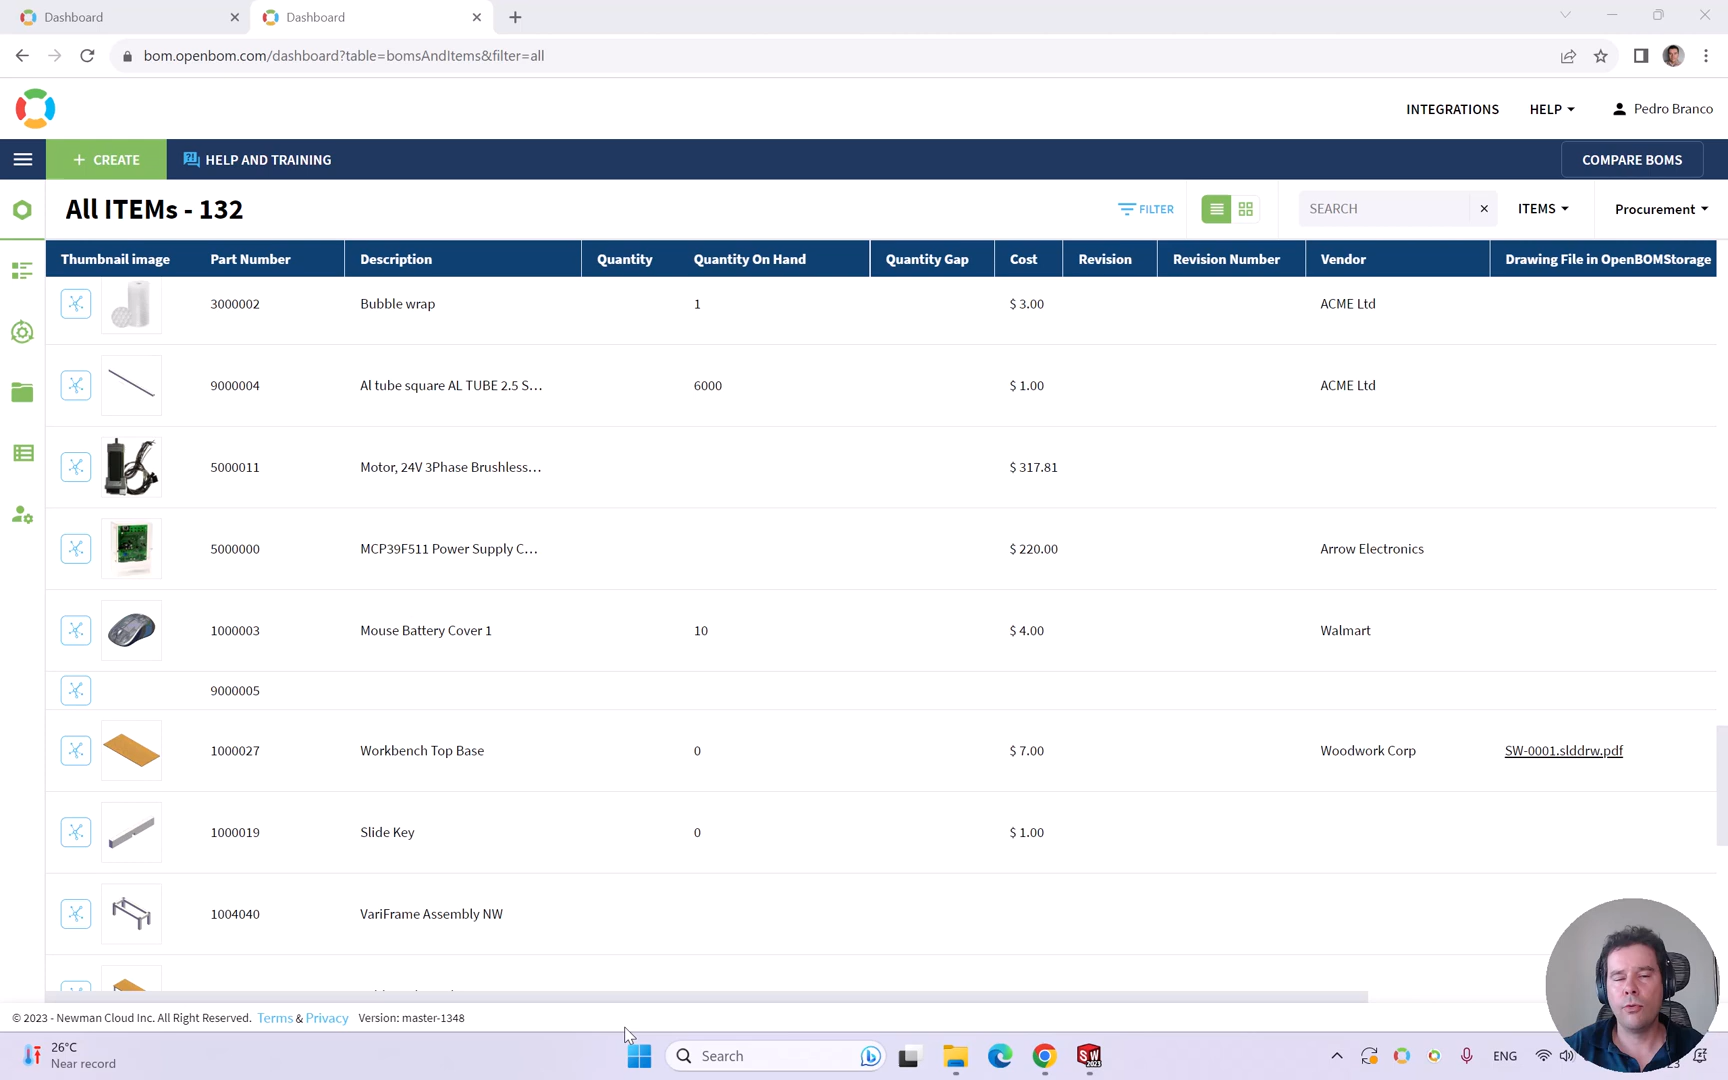 Dashboard
Dashboard
bom.openbom.com/dashboard?table=bomsAndItems&filter=all
INTEGRATIONS HELP Pedro Branco
+ CREATE HELP AND TRAINING COMPARE BOMS
All ITEMs - 132 FILTER SEARCH ITEMS Procurement
Thumbnail image Part Number Description Quantity Quantity On Hand Quantity Gap Cost Revision Revision Number Vendor Drawing File in OpenBOMStorage
3000002 Bubble wrap 1 $ 3.00 ACME Ltd
9000004 Al tube square AL TUBE 2.5 S... 6000 $ 1.00 ACME Ltd
5000011 Motor, 24V 3Phase Brushless... $ 317.81
5000000 MCP39F511 Power Supply C... $ 220.00 Arrow Electronics
1000003 Mouse Battery Cover 1 10 $ 4.00 Walmart
9000005
1000027 Workbench Top Base 0 $ 7.00 Woodwork Corp SW-0001.slddrw.pdf
1000019 Slide Key 0 $ 1.00
1004040 VariFrame Assembly NW
© 2023 - Newman Cloud Inc. All Right Reserved. Terms & Privacy Version: master-1348
26°C
Near record
Search
SW
2023
ENG